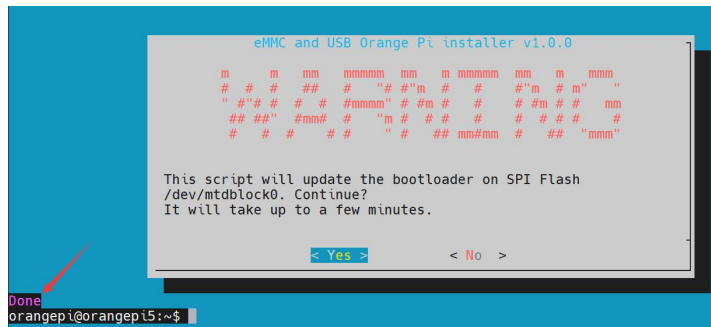 eMMC and USB Orange Pi installer v1.0.0
WARNING
This script will update the bootloader on SPI Flash
/dev/mtdblock0. Continue?
It will take up to a few minutes.
< Yes > < No >
Done
orangepi@orangepi5:~$